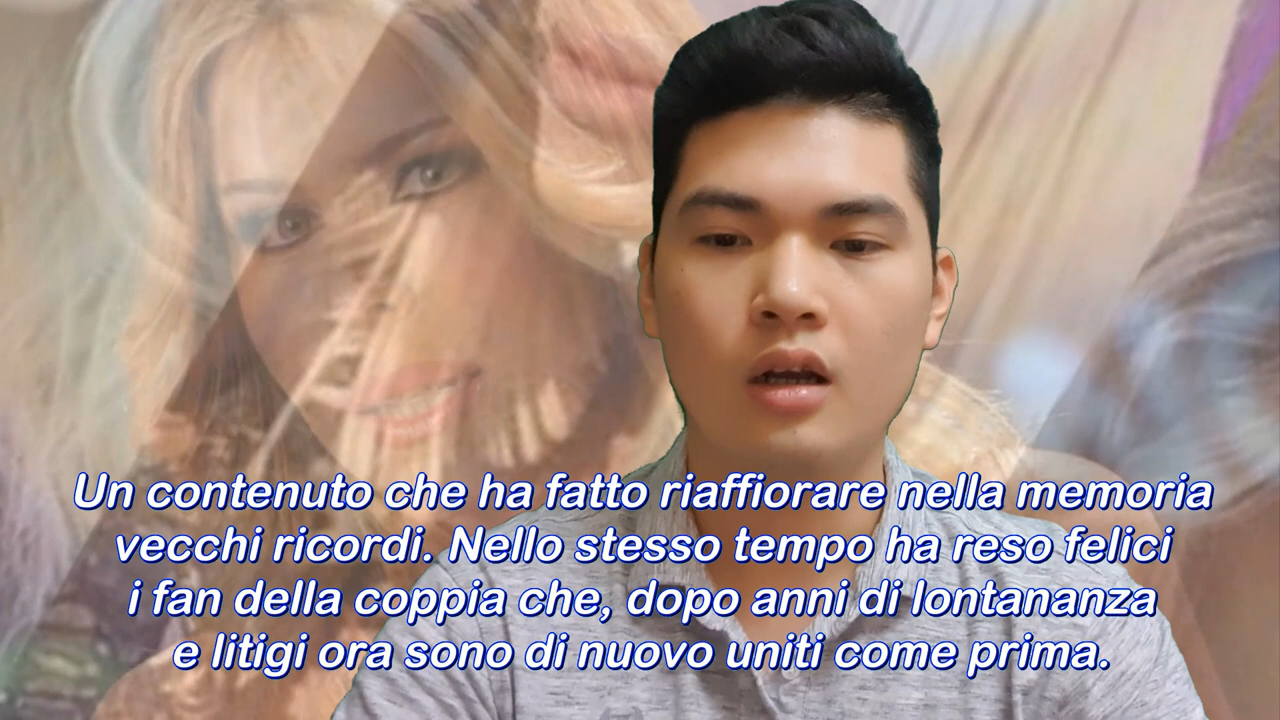 Un contenuto che ha fatto riaffiorare nella memoria
vecchi ricordi. Nello stesso tempo ha reso felici
i fan della coppia che, dopo anni di lontananza
e litigi ora sono di nuovo uniti come prima.